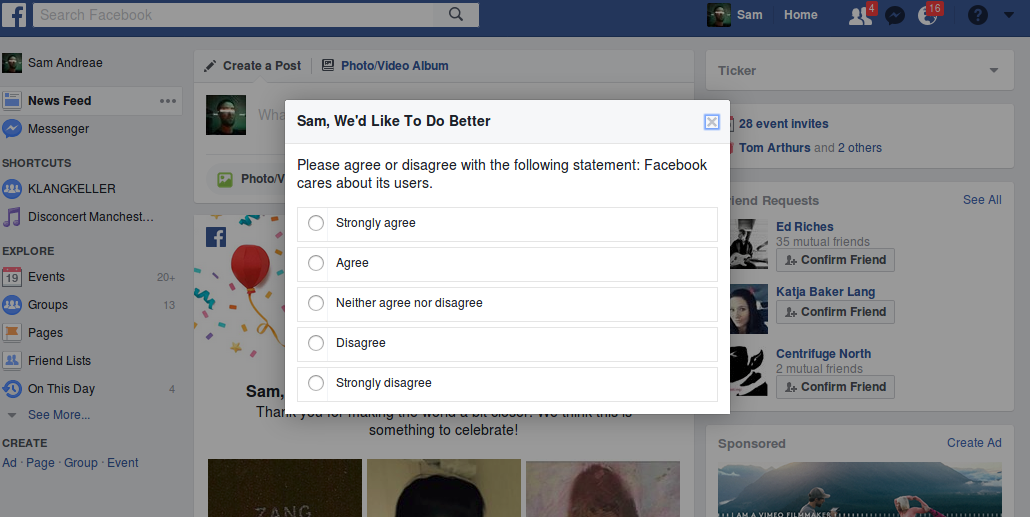 Search Facebook
Sam
Home
4
16
Sam Andreae
News Feed
Messenger
SHORTCUTS
KLANGKELLER
Disconcert Manchest...
EXPLORE
Events 20+
Groups 13
Pages
Friend Lists
On This Day 4
See More...
CREATE
Ad · Page · Group · Event
Create a Post
Photo/Video Album
Photo/V
Sam, We'd Like To Do Better
Please agree or disagree with the following statement: Facebook
cares about its users.
Strongly agree
Agree
Neither agree nor disagree
Disagree
Strongly disagree
Sam,
Thank you for making the world a bit closer. We think this is
something to celebrate!
ZANG
Ticker
28 event invites
Tom Arthurs and 2 others
iend Requests
See All
Ed Riches
35 mutual friends
Confirm Friend
Katja Baker Lang
Confirm Friend
Centrifuge North
2 mutual friends
Confirm Friend
Sponsored
Create Ad
I AM A VIMEO FILMMAKER